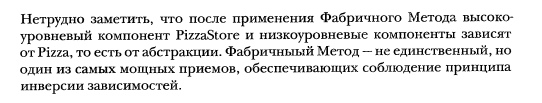 Нетрудно заметить, что после применения Фабричного Метода высоко-
уровневый компонент PizzaStore и низкоуровневые компоненты зависят
от Pizza, то есть от абстракции. Фабричныый Метод — не единственный, но
один из самых мощных приемов, обеспечивающих соблюдение принципа
инверсии зависимостей.